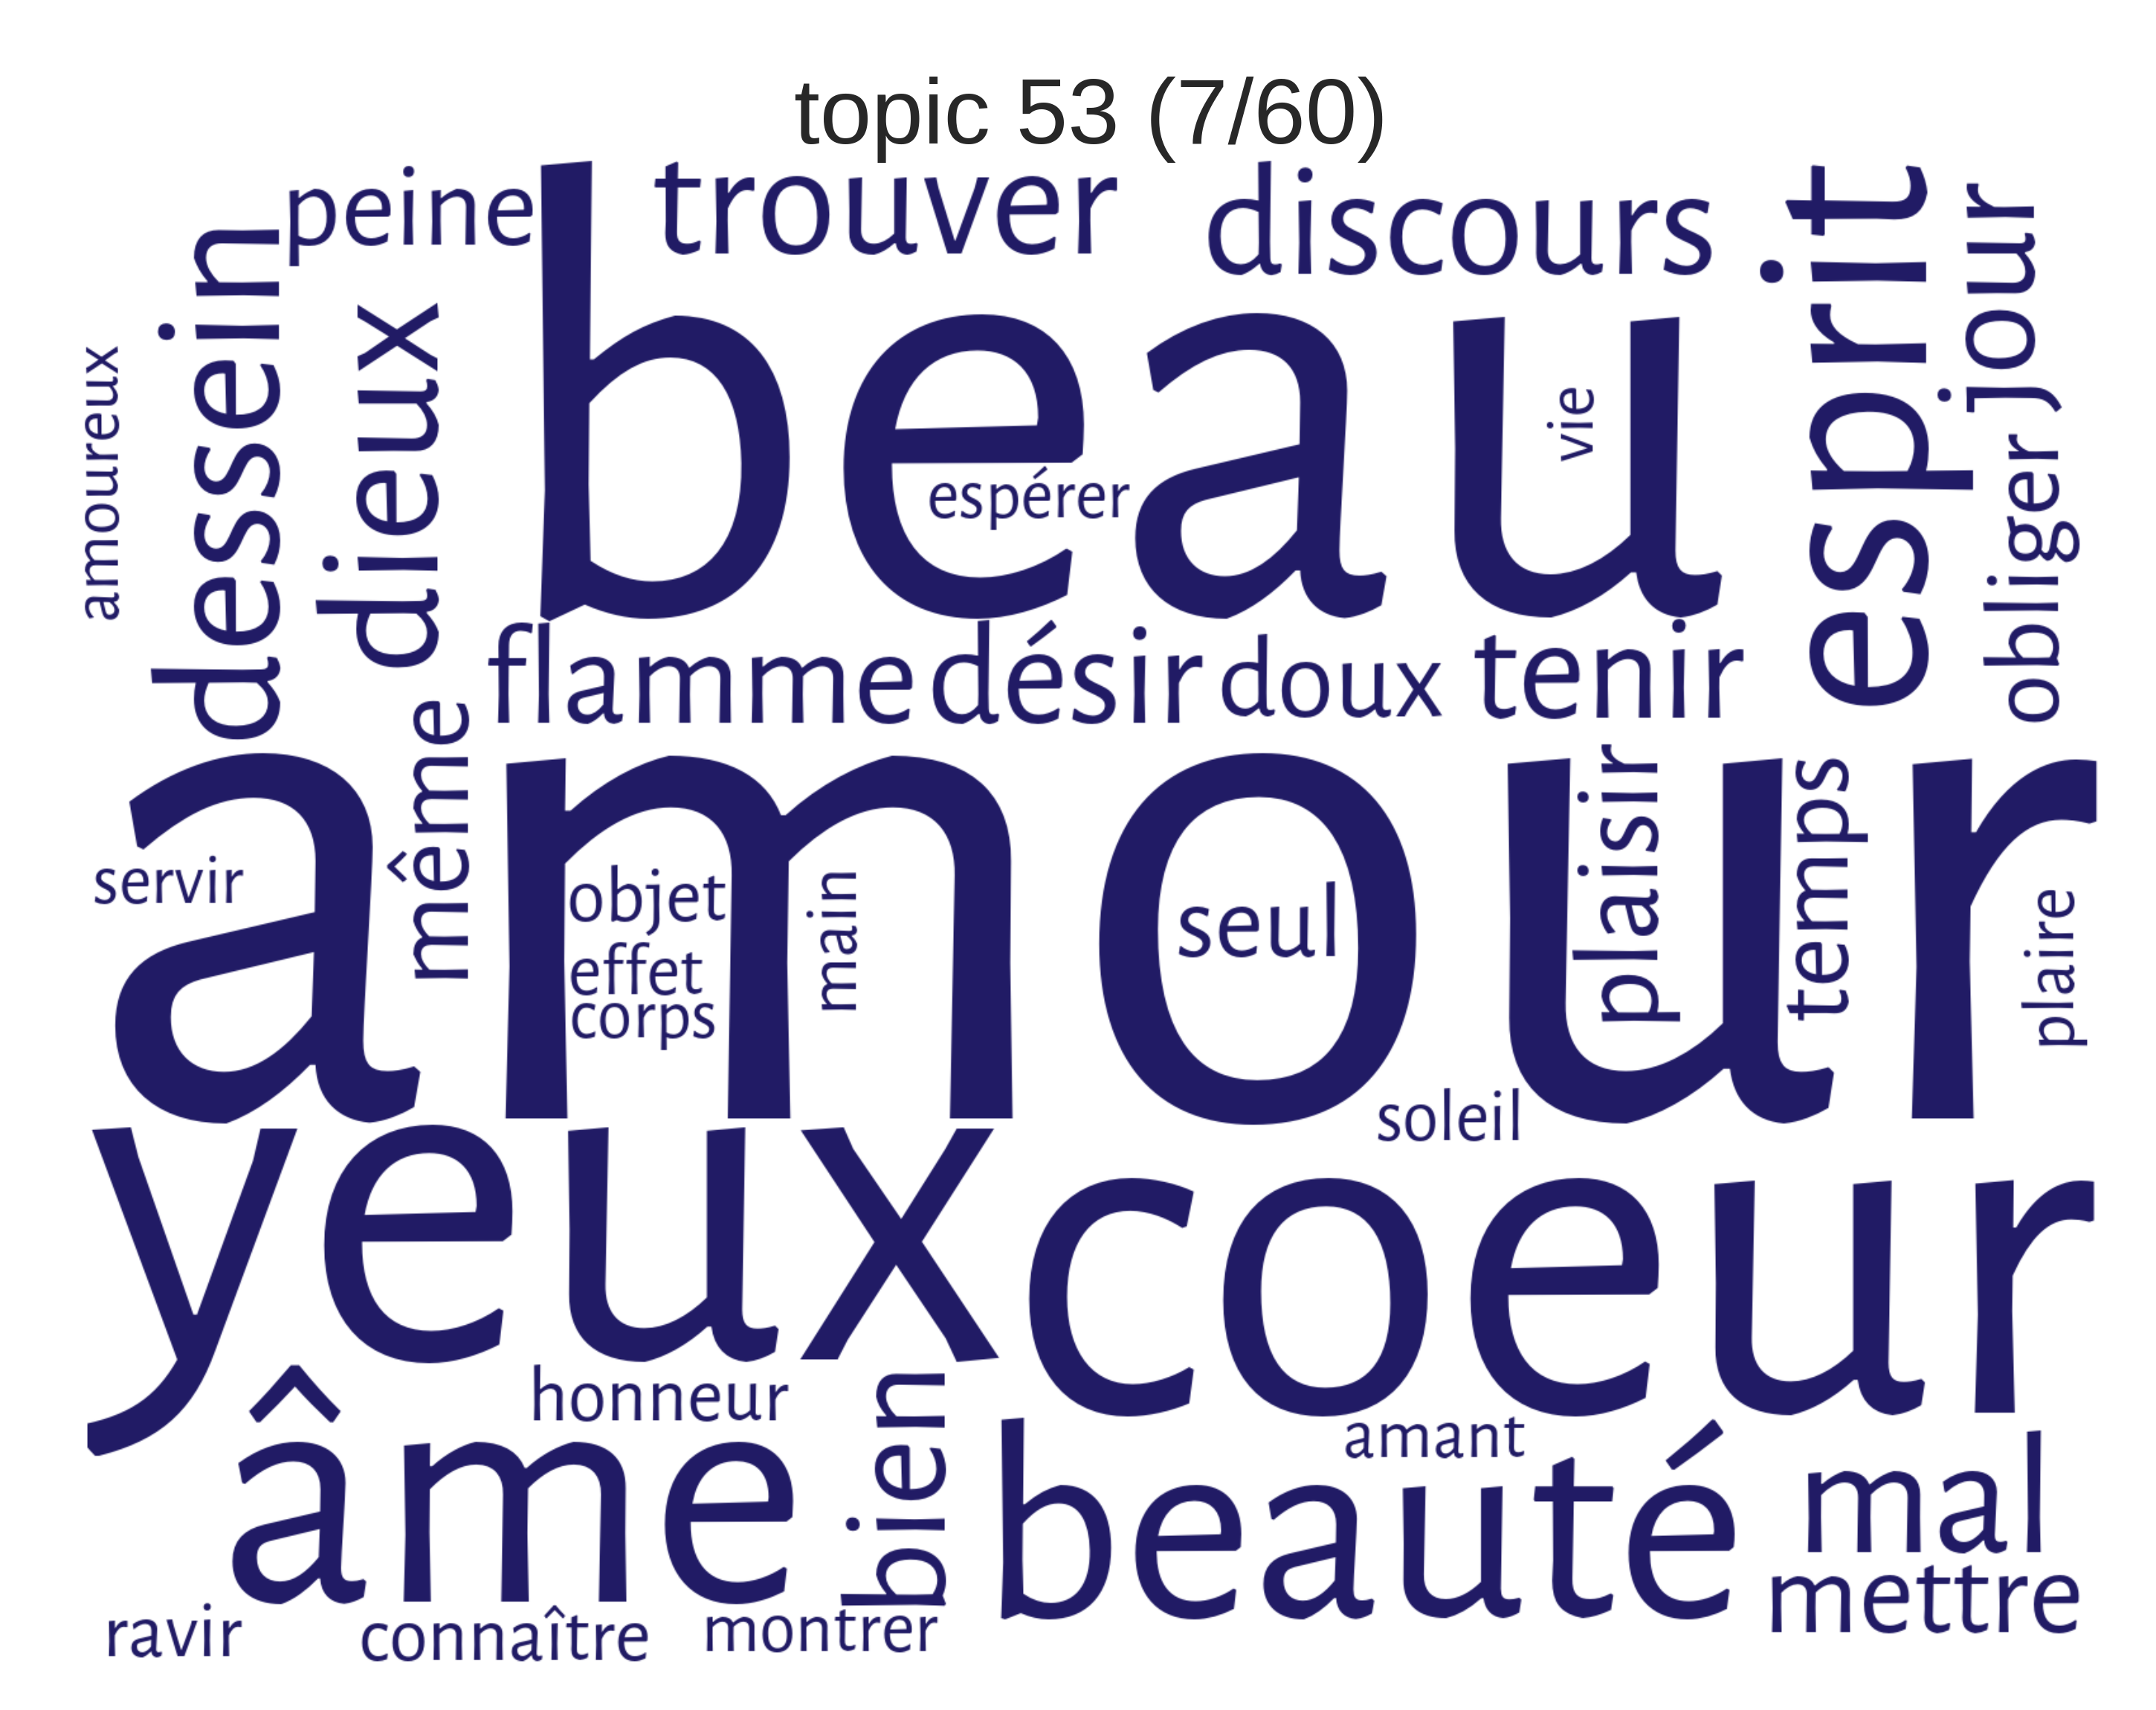 topic 53 (7/60)
peine
trouver
discours
esprit
jour
dessein
dieux
beau
amoureux
vie
espérer
obliger
flamme
désir
doux
tenir
même
amour
servir
objet
effet
corps
main
seul
plaisir
temps
plaire
soleil
yeux
coeur
honneur
âme
bien
amant
beauté
mal
mettre
ravir
connaître
montrer